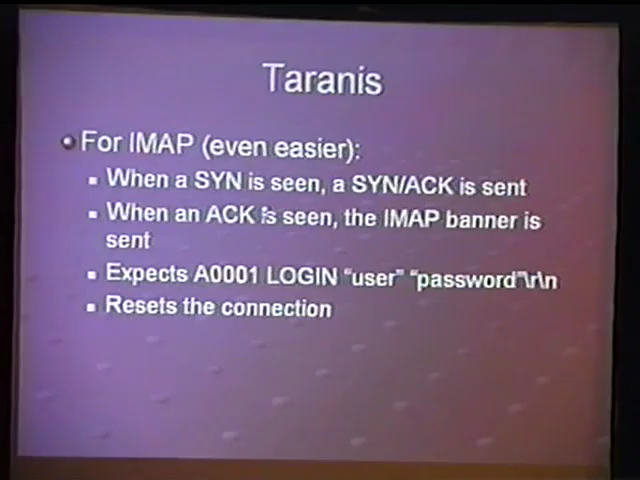 Taranis
For IMAP (even easier):
When a SYN is seen, a SYN/ACK is sent
When an ACK is seen, the IMAP banner is
sent
Expects A0001 LOGIN “user” “password”\r\n
Resets the connection